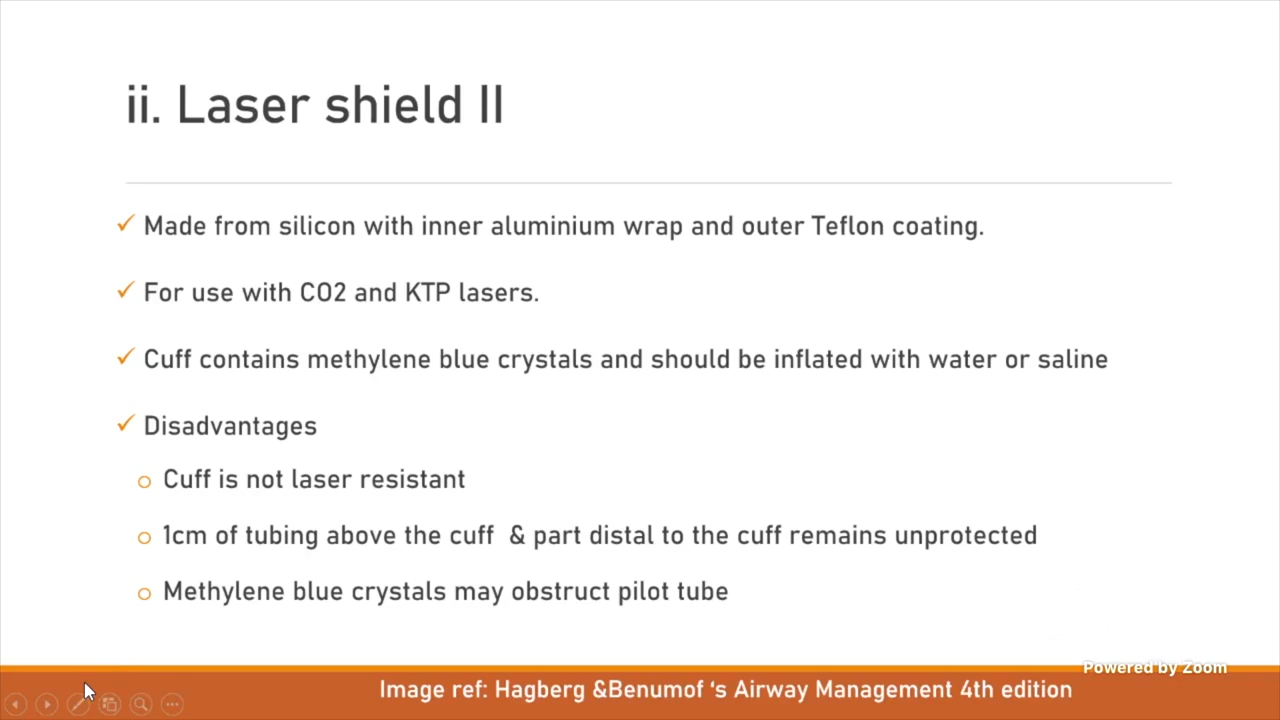 ii. Laser shield II
Made from silicon with inner aluminium wrap and outer Teflon coating.
For use with CO2 and KTP lasers.
Cuff contains methylene blue crystals and should be inflated with water or saline
Disadvantages
Cuff is not laser resistant
1cm of tubing above the cuff & part distal to the cuff remains unprotected
Methylene blue crystals may obstruct pilot tube
Powered by Zoom
Image ref: Hagberg &Benumof ‘s Airway Management 4th edition